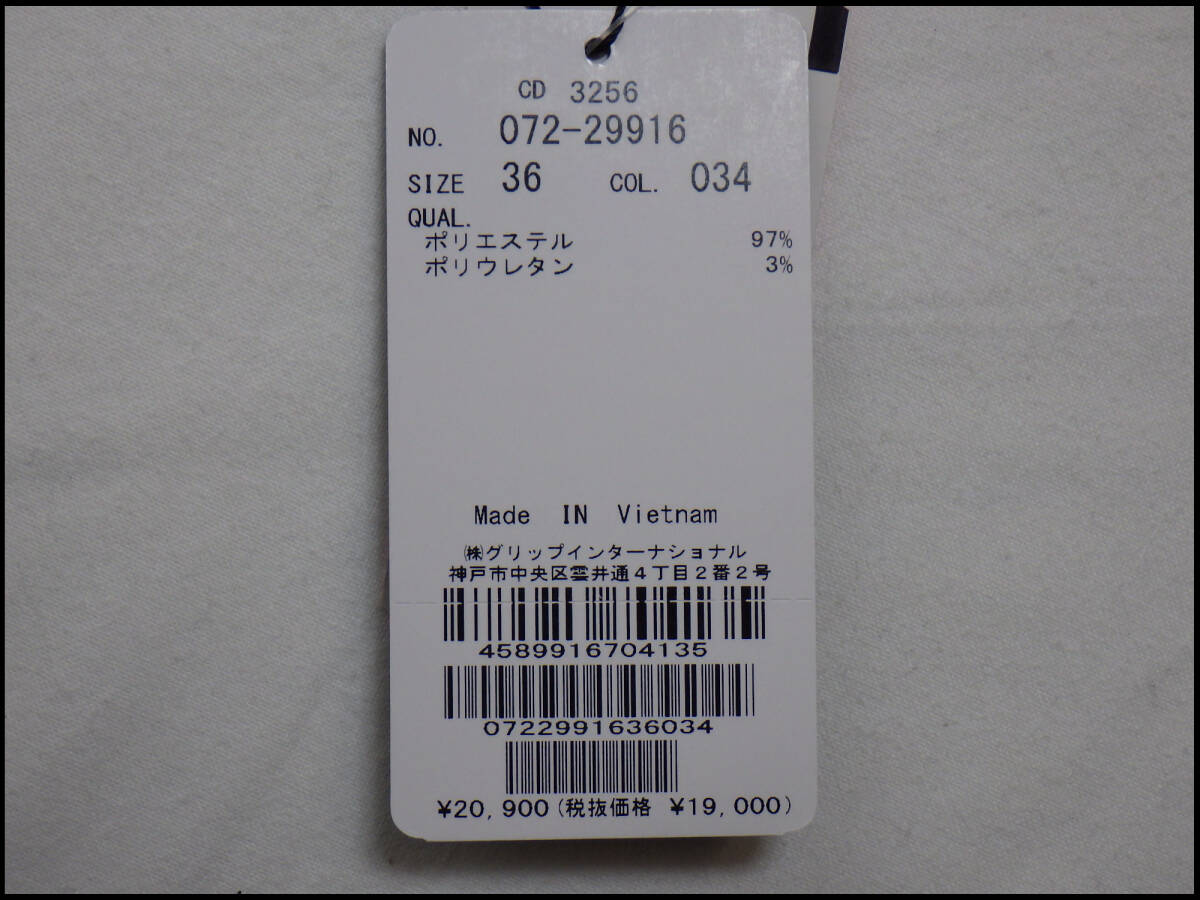 CD 3256
NO. 072-29916
SIZE 36 COL. 034
QUAL.
ポリエステル 97%
ポリウレタン 3%
Made IN Vietnam
㈱グリップインターナショナル
神戸市中央区雲井通4丁目2番2号
4589916704135
0722991636034
¥20,900(税抜価格 ¥19,000)